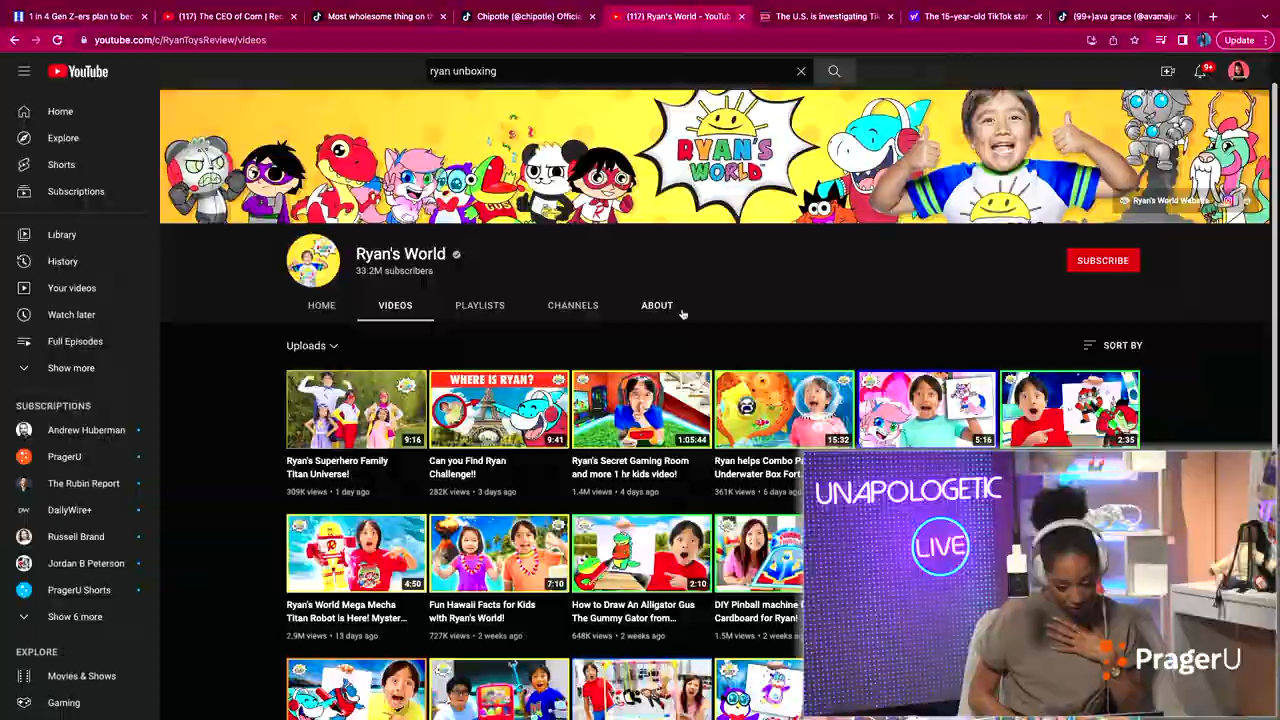 1 in 4 Gen Z-ers plan to bec
(117) The CEO of Corn | Rec
Most wholesome thing on th
Chipotle (@chipotle) Officia
(117) Ryan's World - YouTub
The U.S. is investigating Tik
The 15-year-old TikTok star
(99+)ava grace (@avamajus
youtube.com/c/RyanToysReview/videos
Update
YouTube
ryan unboxing
9+
Home
Explore
Shorts
Subscriptions
Library
History
Your videos
Watch later
Full Episodes
Show more
SUBSCRIPTIONS
Andrew Huberman
PragerU
The Rubin Report
DailyWire+
Russell Brand
Jordan B Peterson
PragerU Shorts
Show 6 more
EXPLORE
Movies & Shows
Gaming
RYAN'S
WORLD
GUS
Ryan's World Website
Ryan's World
33.2M subscribers
SUBSCRIBE
HOME
VIDEOS
PLAYLISTS
CHANNELS
ABOUT
Uploads
SORT BY
9:16
WHERE IS RYAN?
9:41
1:05:44
15:32
5:16
2:35
Ryan's Superhero Family
Titan Universe!
309K views • 1 day ago
Can you Find Ryan
Challenge!!
282K views • 3 days ago
Ryan's Secret Gaming Room
and more 1 hr kids video!
1.4M views • 4 days ago
Ryan helps Combo Pa
Underwater Box Fort
361K views • 6 days a
4:50
7:10
2:10
Ryan's World Mega Mecha
Titan Robot Is Here! Myster...
2.9M views • 13 days ago
Fun Hawaii Facts for Kids
with Ryan's World!
727K views • 2 weeks ago
How to Draw An Alligator Gus
The Gummy Gator from...
648K views • 2 weeks ago
DIY Pinball machine
Cardboard for Ryan!
1.5M views • 2 weeks
UNAPOLOGETIC
LIVE
PragerU